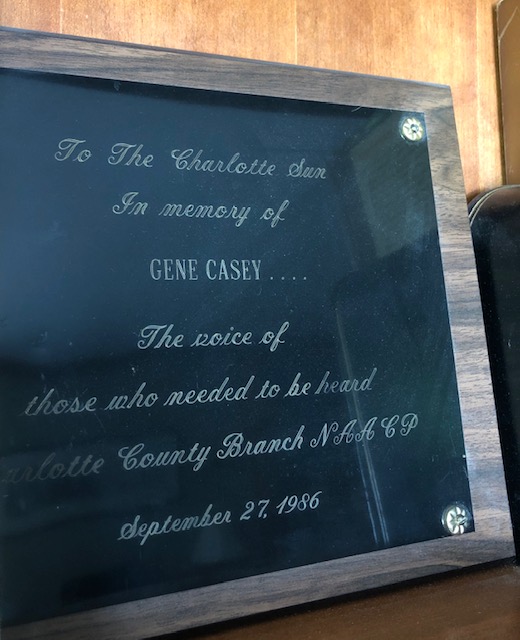 To The Charlotte Sun
In memory of
GENE CASEY . . . .
The voice of
those who needed to be heard
arlotte County Branch NAACP
September 27, 1986